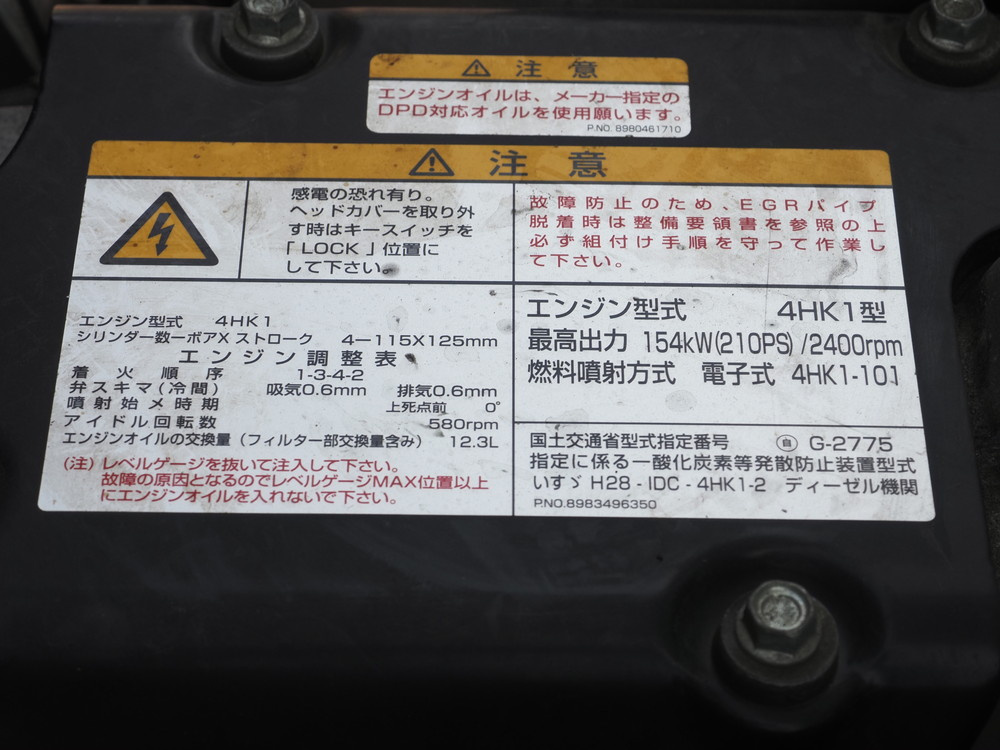 ⚠ 注意
エンジンオイルは、メーカー指定の
DPD対応オイルを使用願います。
P.NO. 8980461710
⚠ 注意
感電の恐れ有り。
ヘッドカバーを取り外
す時はキースイッチを
「LOCK」位置に
して下さい。
故障防止のため、EGRパイプ
脱着時は整備要領書を参照の上
必ず組付け手順を守って作業し
て下さい。
エンジン型式 4HK1
シリンダー数ーボアX ストローク 4-115X125mm
エンジン調整表
着火順序 1-3-4-2
弁スキマ(冷間) 吸気0.6mm 排気0.6mm
噴射始メ時期 上死点前 0°
アイドル回転数 580rpm
エンジンオイルの交換量(フィルター部交換量含み) 12.3L
(注)レベルゲージを抜いて注入して下さい。
故障の原因となるのでレベルゲージMAX位置以上
にエンジンオイルを入れないで下さい。
エンジン型式 4HK1型
最高出力 154kW(210PS)/2400rpm
燃料噴射方式 電子式 4HK1-101
国土交通省型式指定番号 自 G-2775
指定に係る一酸化炭素等発散防止装置型式
いすゞ H28-IDC-4HK1-2 ディーゼル機関
P.NO.8983496350